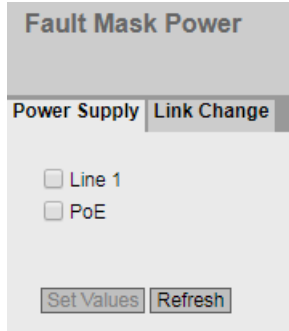 Fault Mask Power
Power Supply Link Change
Line 1
PoE
Set Values Refresh